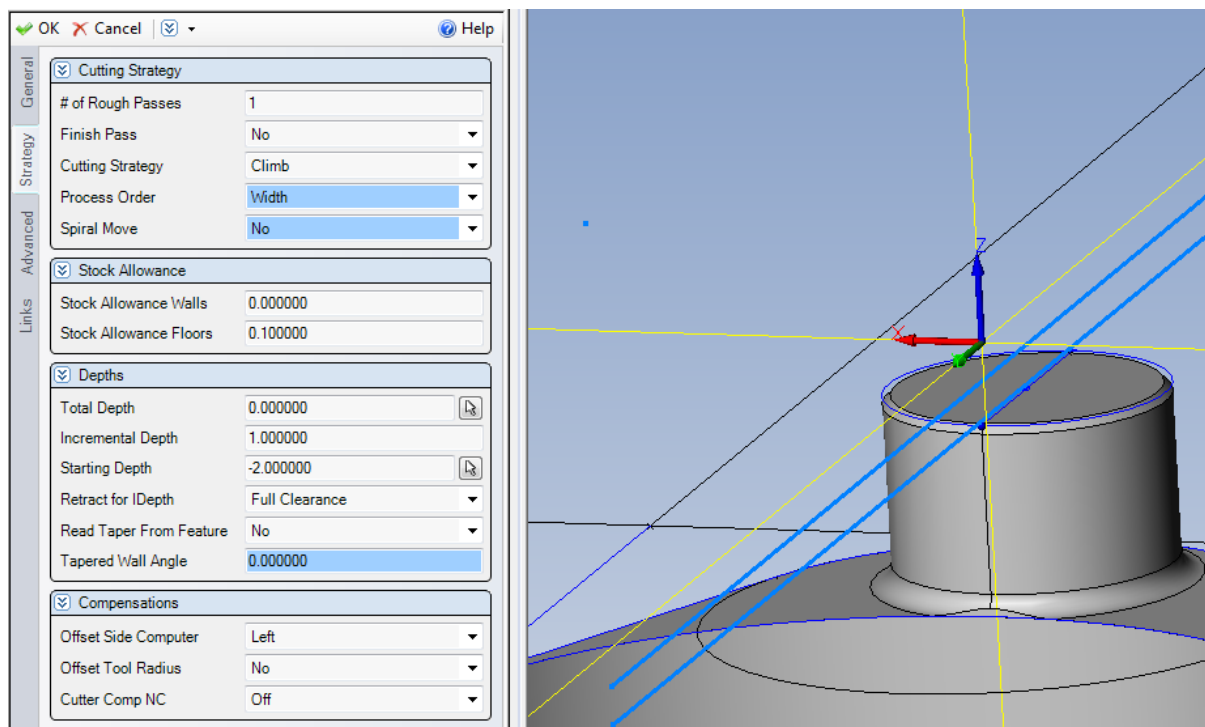 OK Cancel Help
General
Strategy
Advanced
Links
Cutting Strategy
# of Rough Passes 1
Finish Pass No
Cutting Strategy Climb
Process Order Width
Spiral Move No
Stock Allowance
Stock Allowance Walls 0.000000
Stock Allowance Floors 0.100000
Depths
Total Depth 0.000000
Incremental Depth 1.000000
Starting Depth -2.000000
Retract for IDepth Full Clearance
Read Taper From Feature No
Tapered Wall Angle 0.000000
Compensations
Offset Side Computer Left
Offset Tool Radius No
Cutter Comp NC Off
Z
X